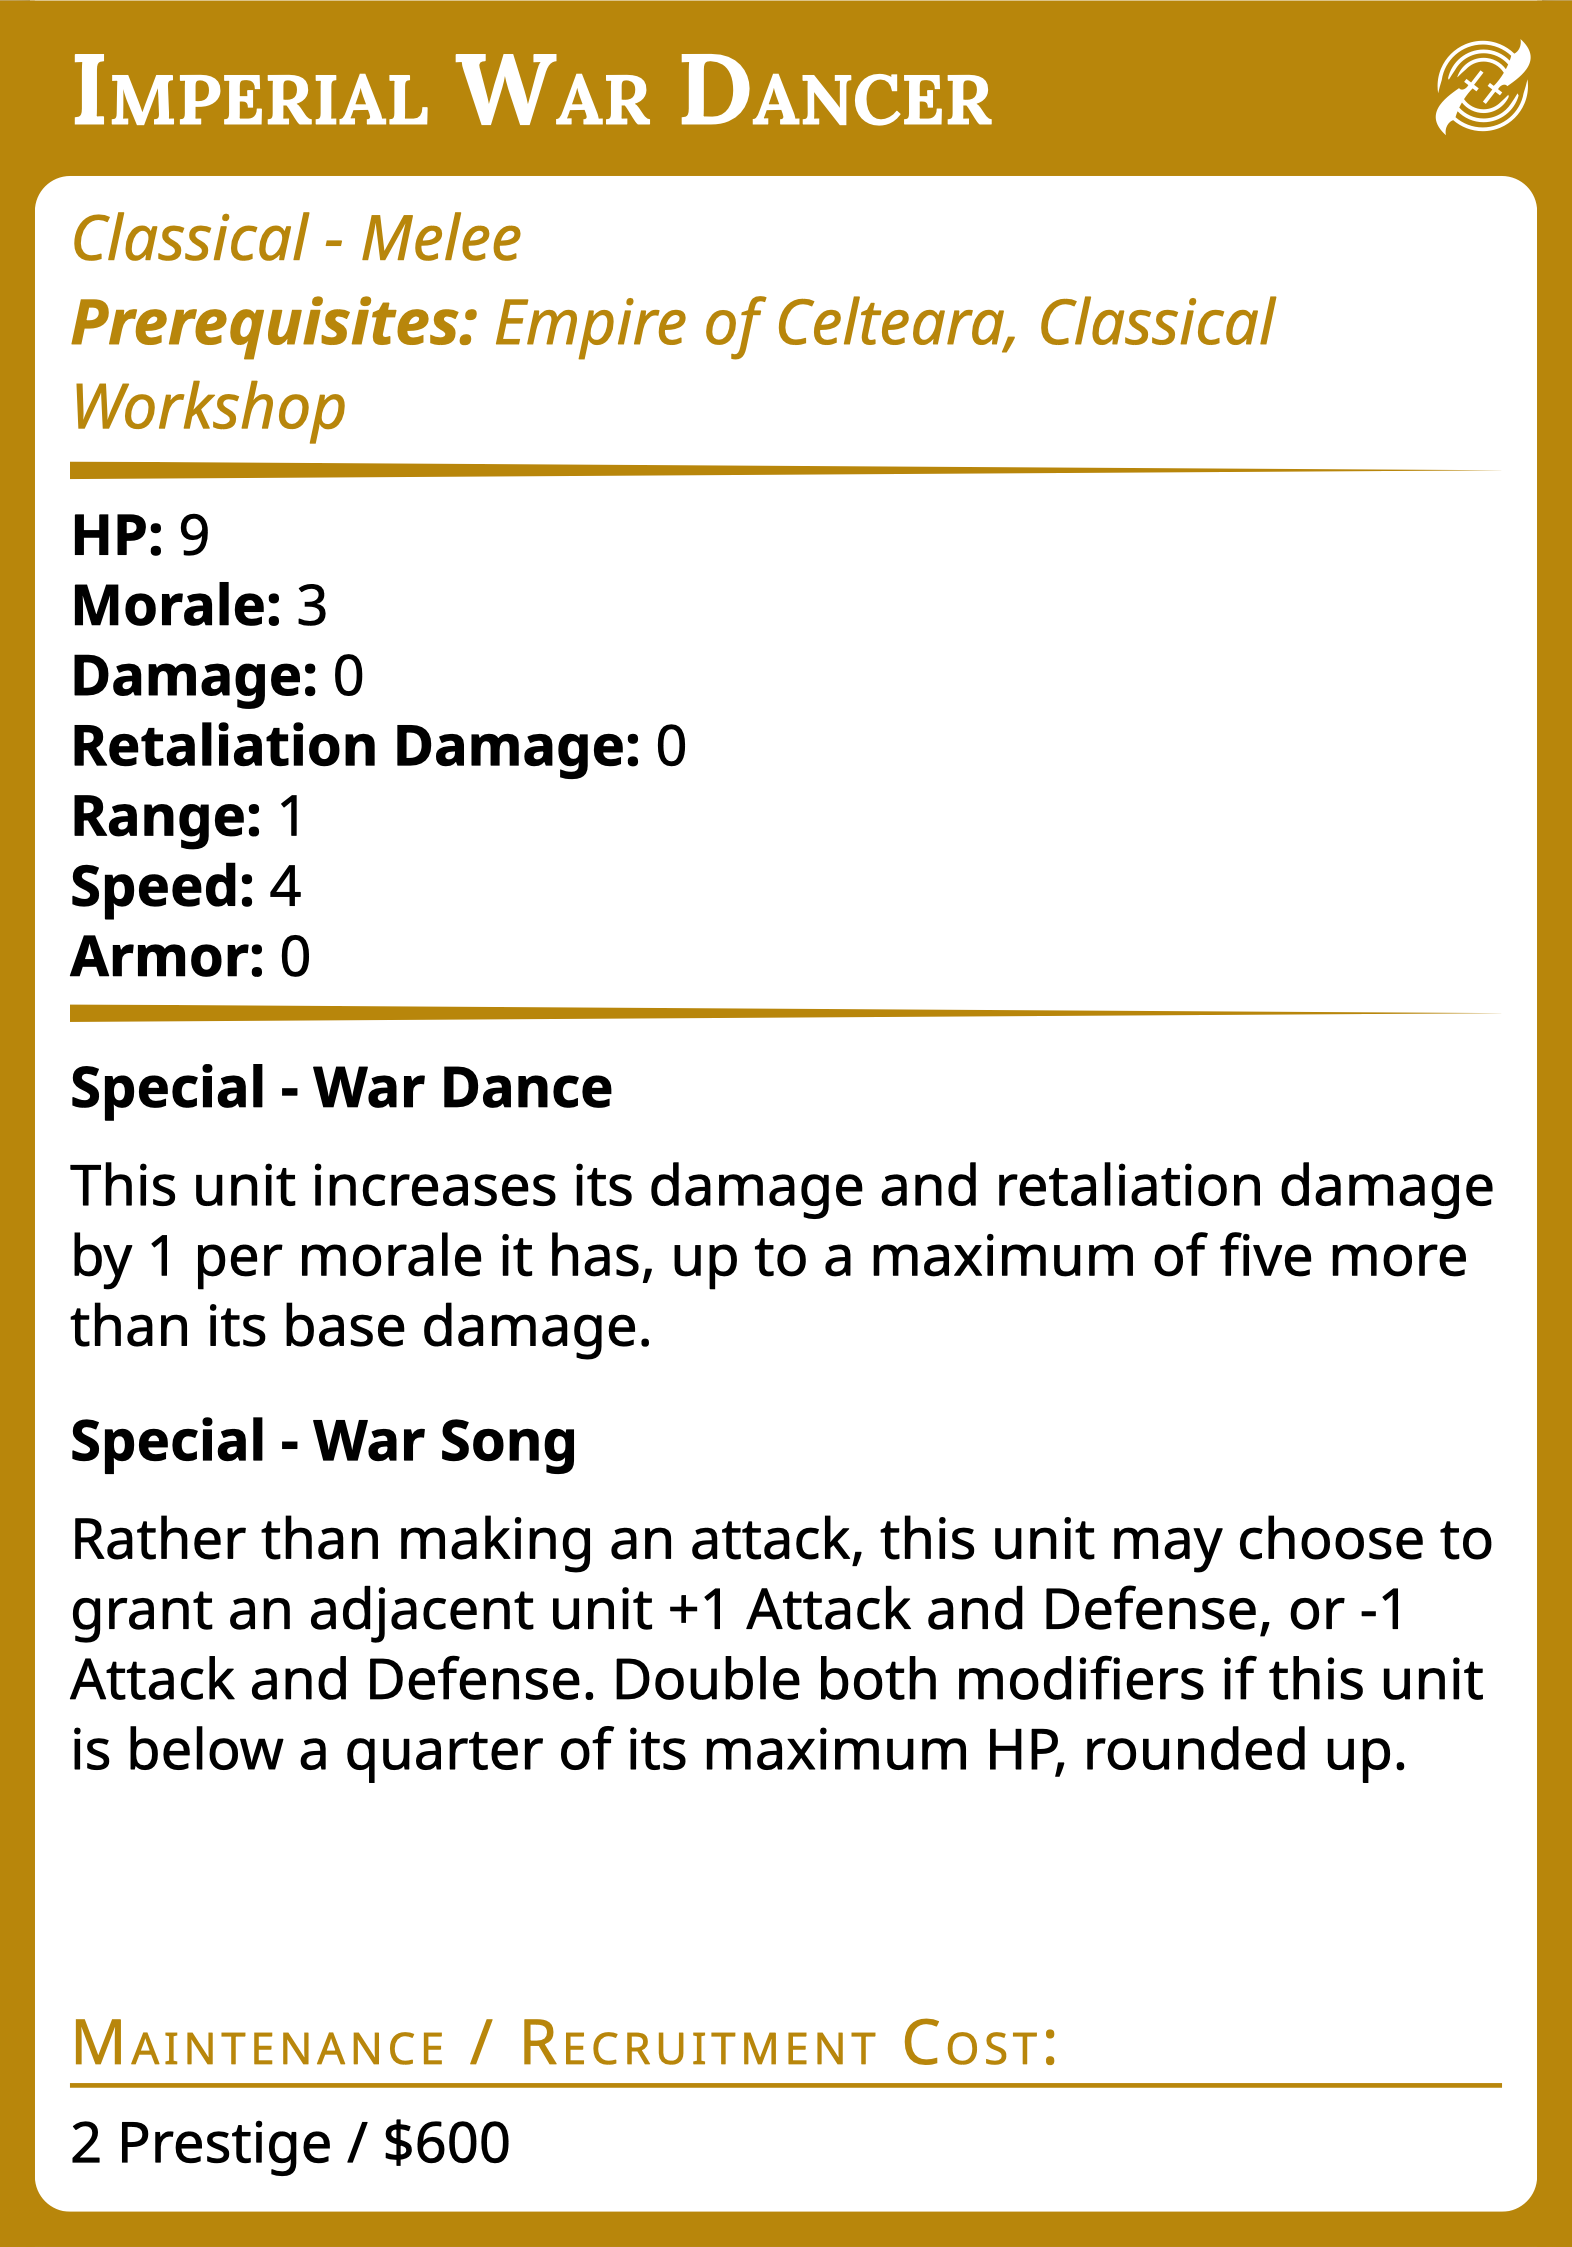 Imperial War Dancer
Classical - Melee
Prerequisites: Empire of Celteara, Classical
Workshop
HP: 9
Morale: 3
Damage: 0
Retaliation Damage: 0
Range: 1
Speed: 4
Armor: 0
Special - War Dance
This unit increases its damage and retaliation damage
by 1 per morale it has, up to a maximum of five more
than its base damage.
Special - War Song
Rather than making an attack, this unit may choose to
grant an adjacent unit +1 Attack and Defense, or -1
Attack and Defense. Double both modifiers if this unit
is below a quarter of its maximum HP, rounded up.
Maintenance / Recruitment Cost:
2 Prestige / $600